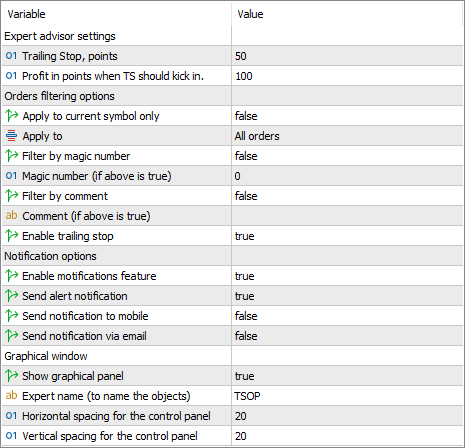 Variable Value
Expert advisor settings
01 Trailing Stop, points 50
01 Profit in points when TS should kick in. 100
Orders filtering options
Apply to current symbol only false
Apply to All orders
Filter by magic number false
01 Magic number (if above is true) 0
Filter by comment false
ab Comment (if above is true)
Enable trailing stop true
Notification options
Enable motifications feature true
Send alert notification true
Send notification to mobile false
Send notification via email false
Graphical window
Show graphical panel true
ab Expert name (to name the objects) TSOP
01 Horizontal spacing for the control panel 20
01 Vertical spacing for the control panel 20